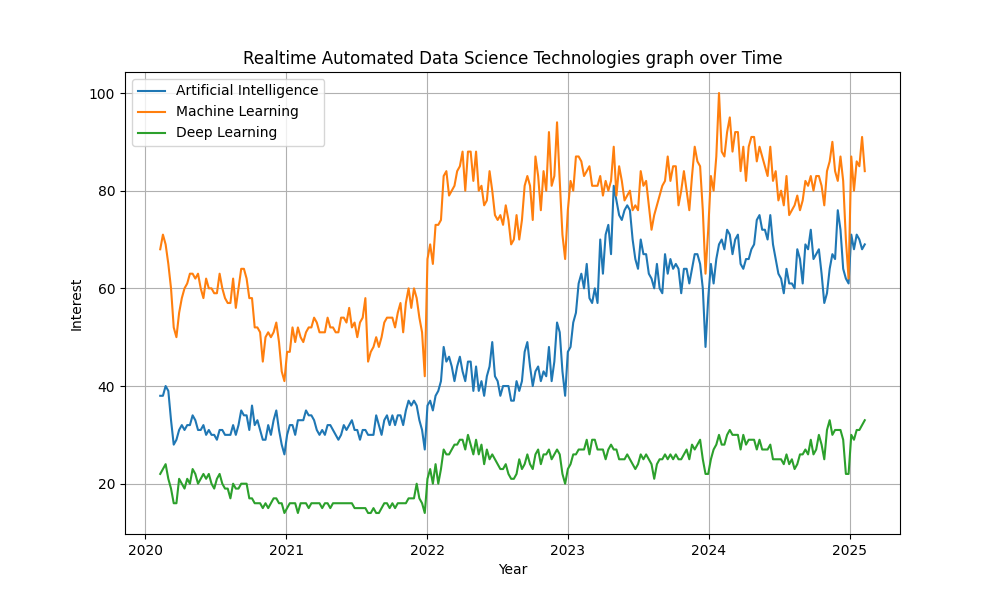 Realtime Automated Data Science Technologies graph over Time
Artificial Intelligence
Machine Learning
Deep Learning
100
80
60
40
20
Interest
2020 2021 2022 2023 2024 2025
Year